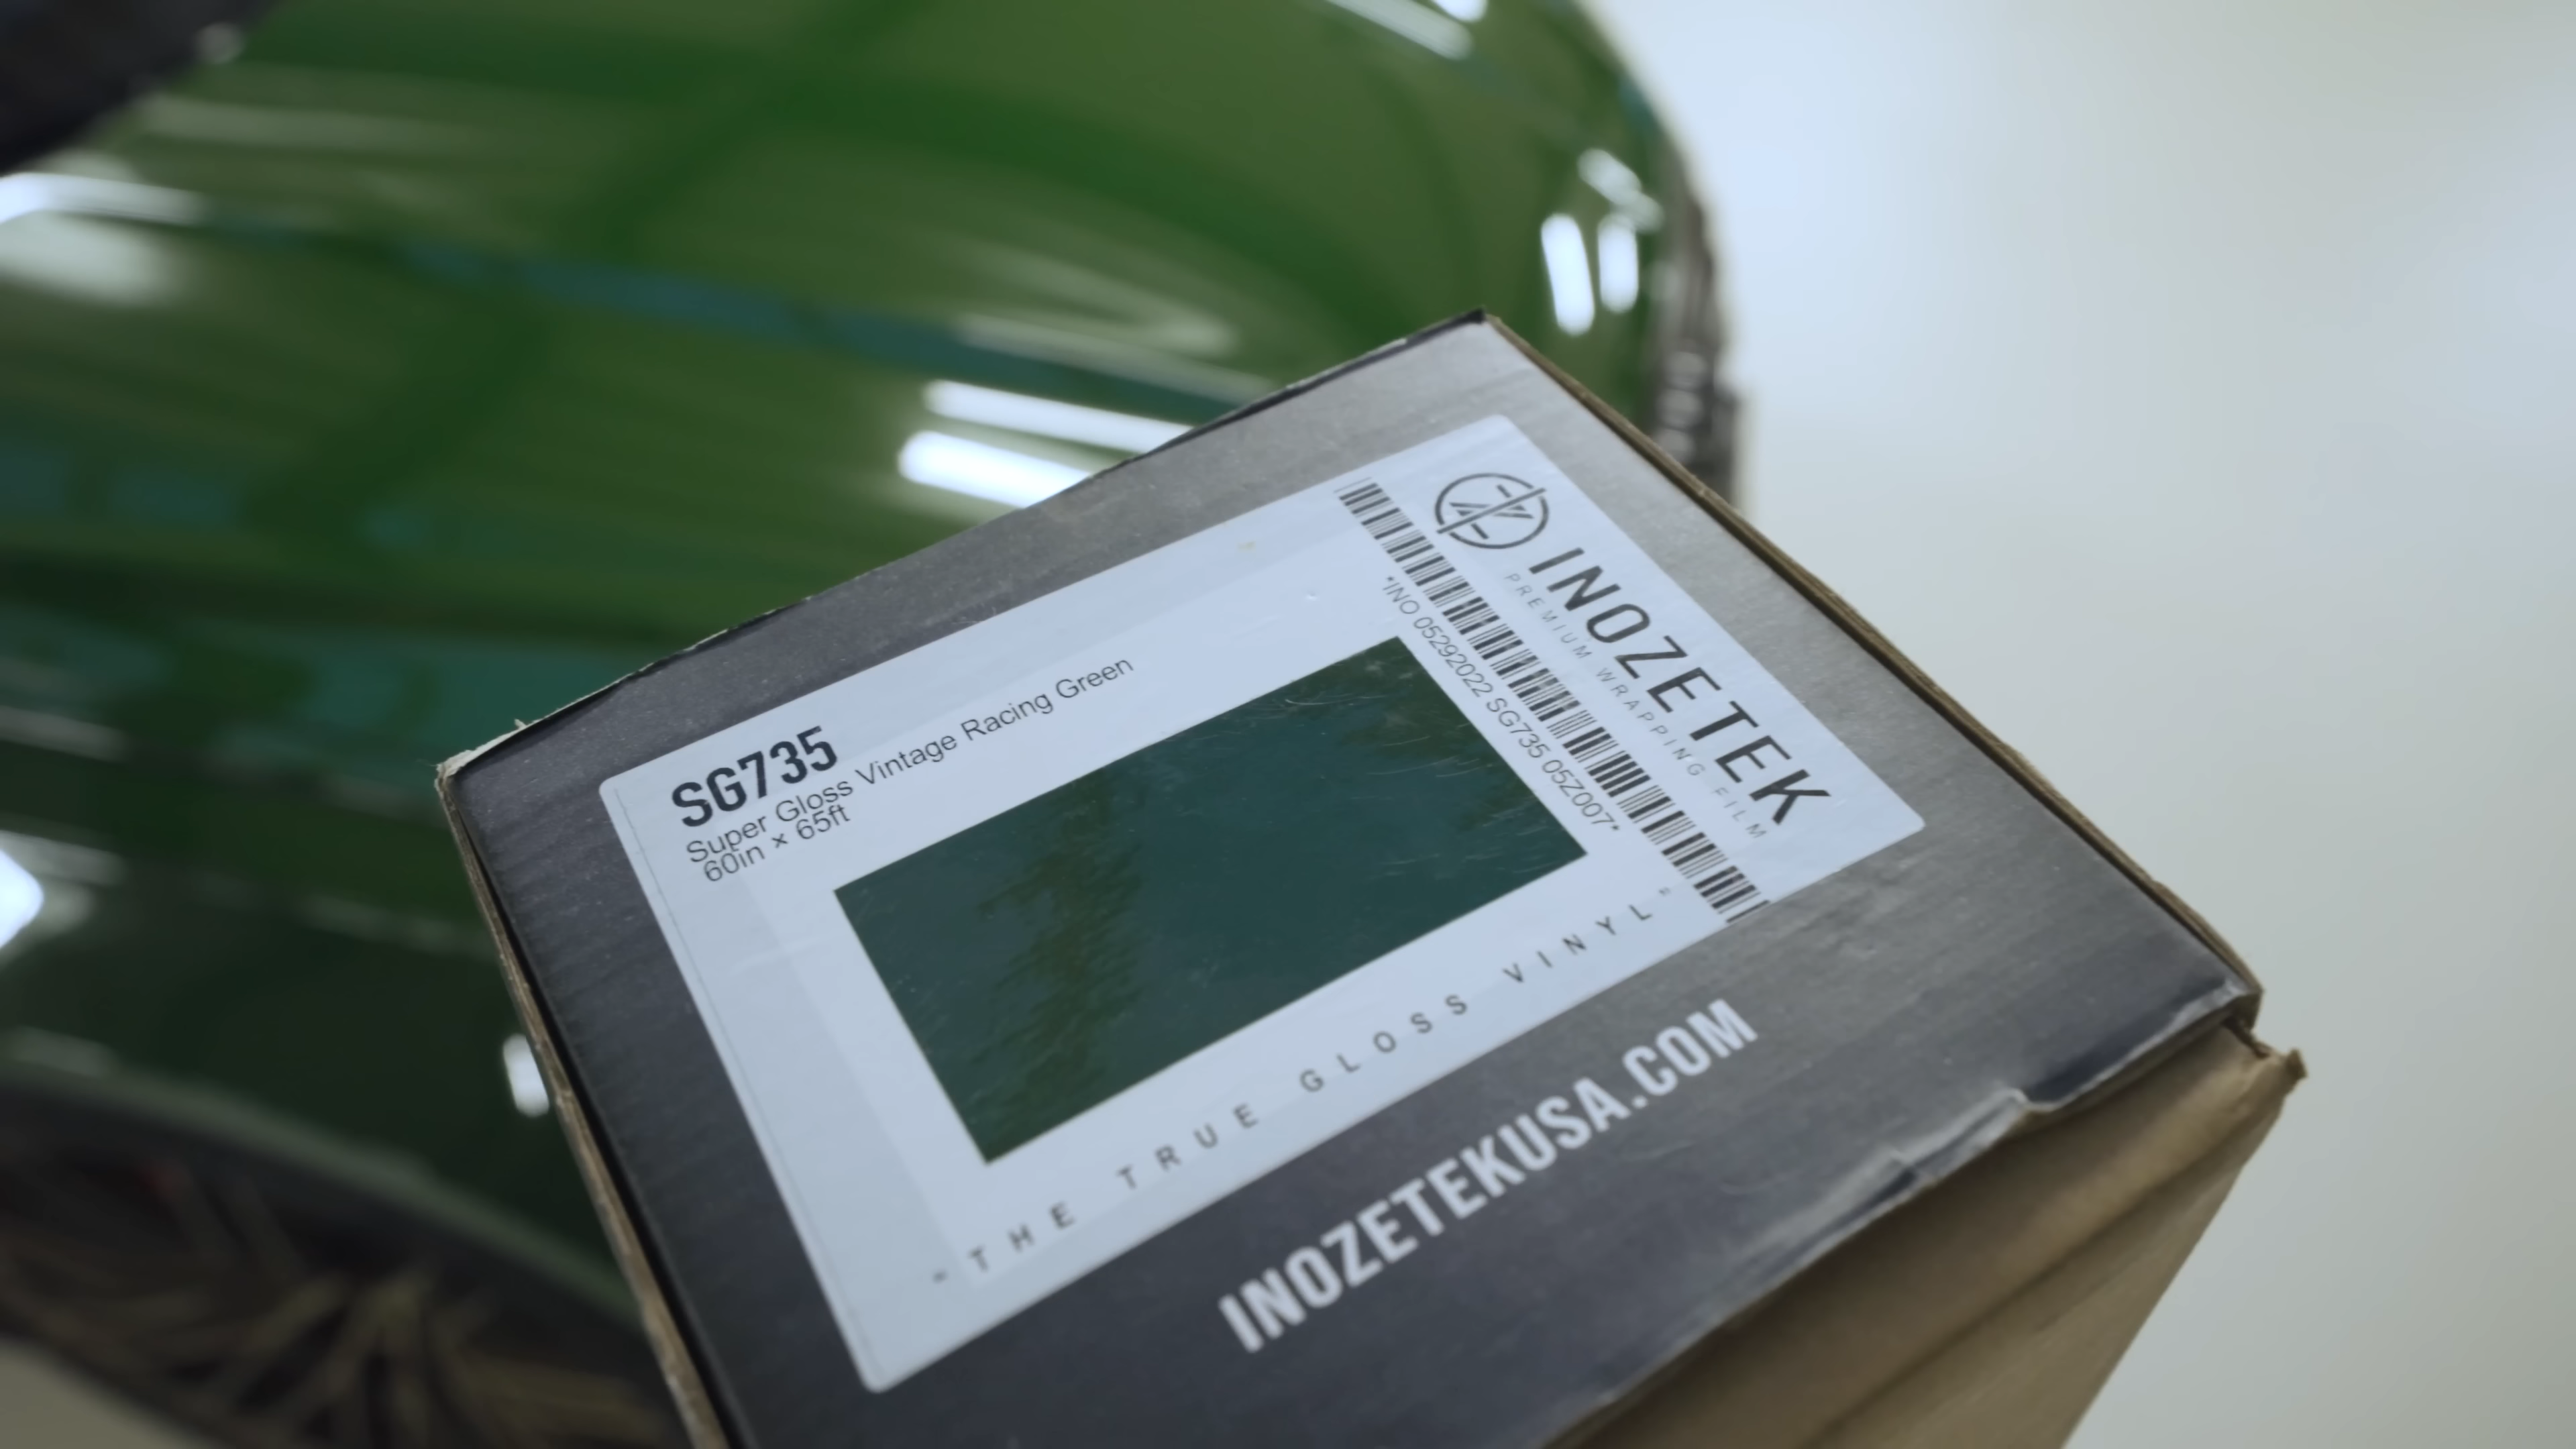 INOZETEK
PREMIUM WRAPPING FILM
*INO 05292022 SG735 05Z007*
SG735
Super Gloss Vintage Racing Green
60in × 65ft
"THE TRUE GLOSS VINYL"
INOZETEKUSA.COM